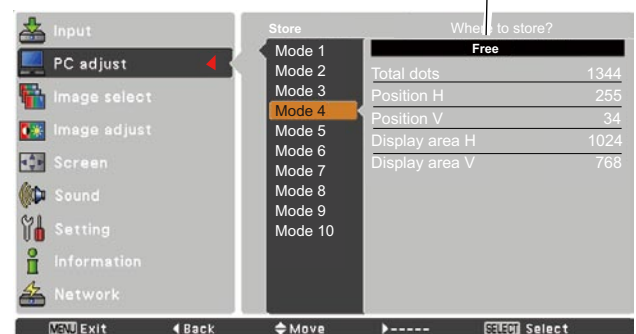 Input
PC adjust
Image select
Image adjust
Screen
Sound
Setting
Information
Network
Store
Mode 1
Mode 2
Mode 3
Mode 4
Mode 5
Mode 6
Mode 7
Mode 8
Mode 9
Mode 10
Where to store?
Free
Total dots 1344
Position H 255
Position V 34
Display area H 1024
Display area V 768
MENU Exit ◀Back Move ▶----- SELECT Select